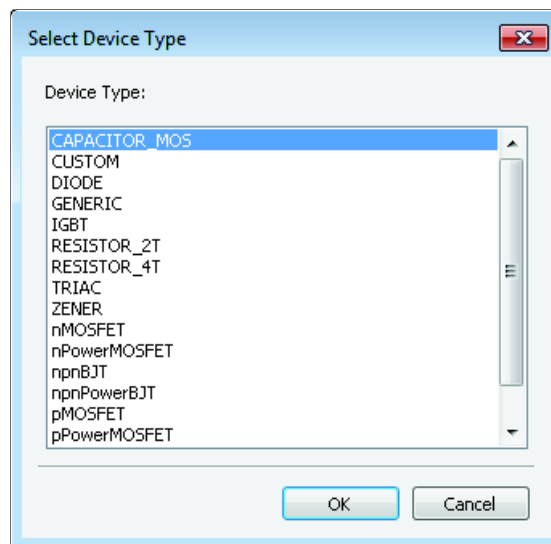 Select Device Type
Device Type:
CAPACITOR_MOS
CUSTOM
DIODE
GENERIC
IGBT
RESISTOR_2T
RESISTOR_4T
TRIAC
ZENER
nMOSFET
nPowerMOSFET
npnBJT
npnPowerBJT
pMOSFET
pPowerMOSFET
OK
Cancel